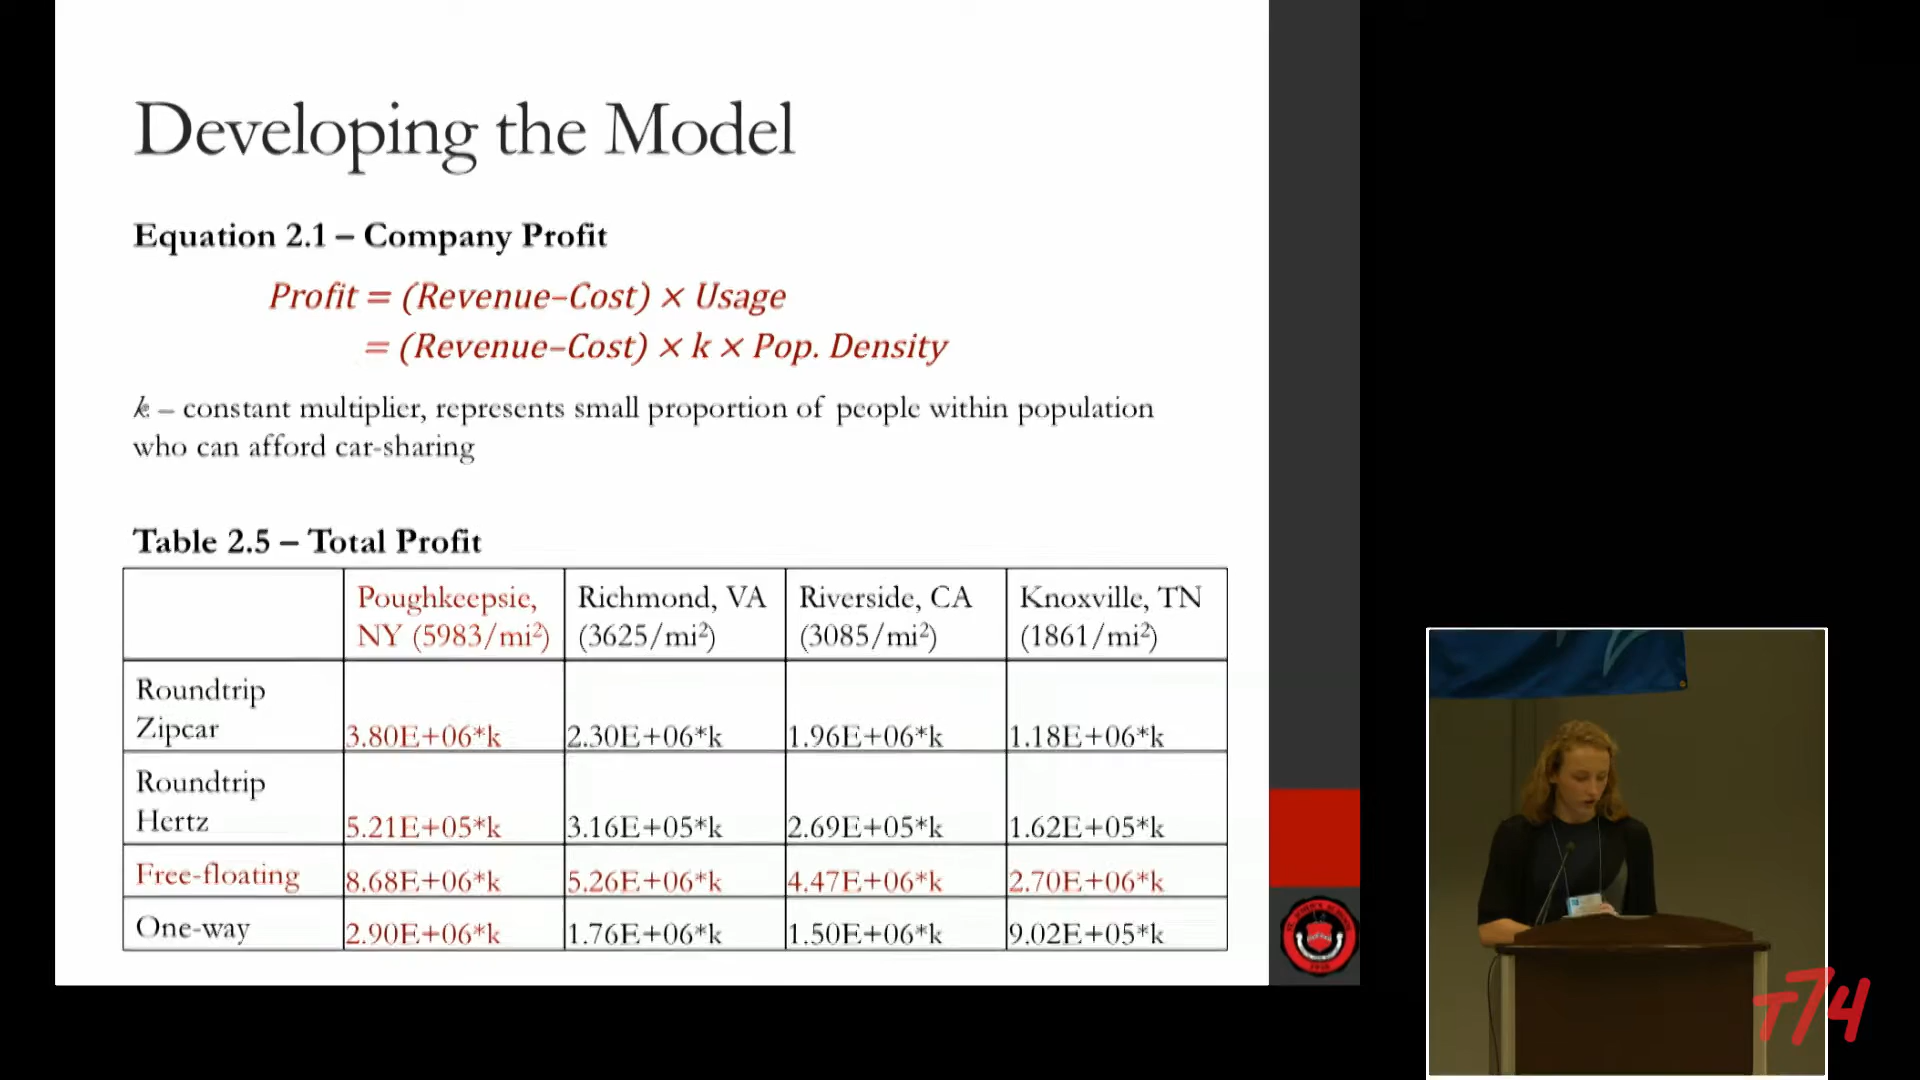 Developing the Model
Equation 2.1 – Company Profit
Profit = (Revenue–Cost) × Usage
= (Revenue–Cost) × k × Pop. Density
k – constant multiplier, represents small proportion of people within population
who can afford car-sharing
Table 2.5 – Total Profit
Poughkeepsie, NY (5983/mi²) Richmond, VA (3625/mi²) Riverside, CA (3085/mi²) Knoxville, TN (1861/mi²)
Roundtrip Zipcar 3.80E+06*k 2.30E+06*k 1.96E+06*k 1.18E+06*k
Roundtrip Hertz 5.21E+05*k 3.16E+05*k 2.69E+05*k 1.62E+05*k
Free-floating 8.68E+06*k 5.26E+06*k 4.47E+06*k 2.70E+06*k
One-way 2.90E+06*k 1.76E+06*k 1.50E+06*k 9.02E+05*k
T74